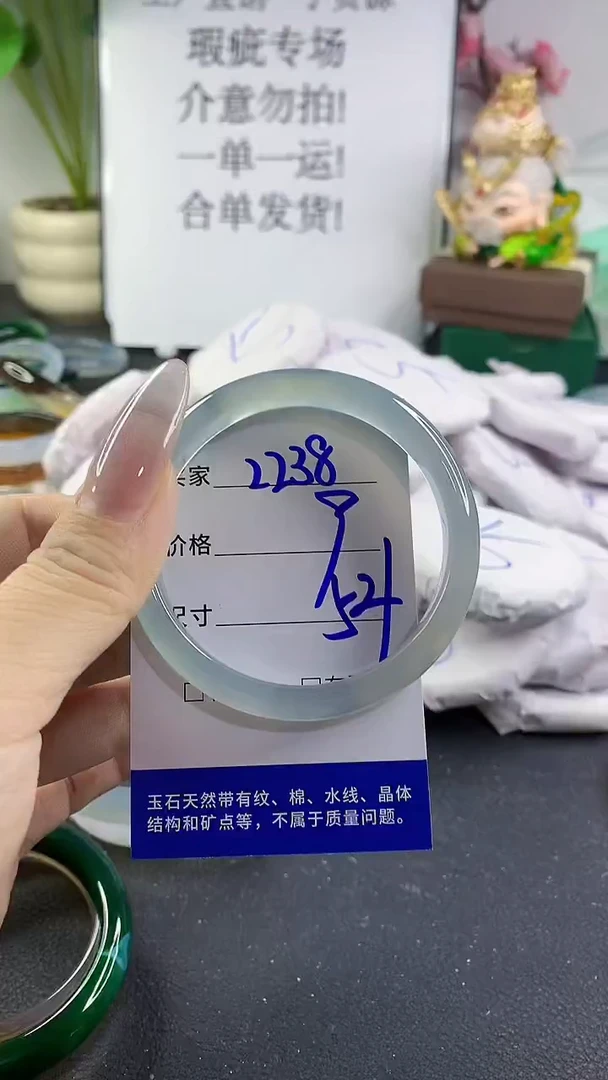 瑕疵专场
介意勿拍!
一单一运!
合单发货!
家 2238
价格
尺寸 54
玉石天然带有纹、棉、水线、晶体
结构和矿点等，不属于质量问题。